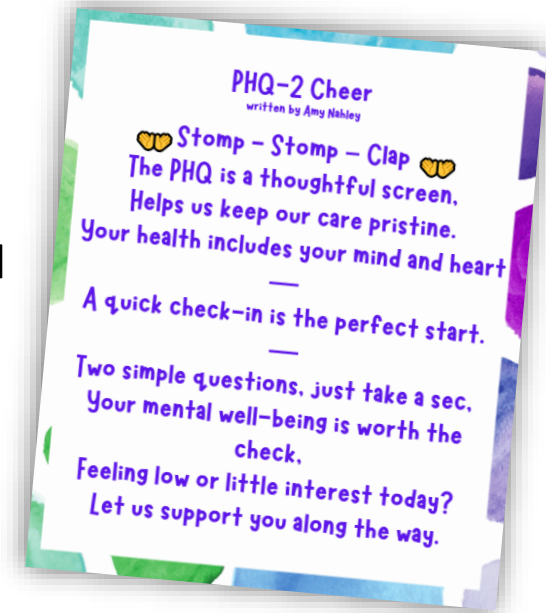 PHQ-2 Cheer
written by Amy Nahley
Stomp - Stomp - Clap
The PHQ is a thoughtful screen,
Helps us keep our care pristine.
Your health includes your mind and heart
—
A quick check-in is the perfect start.
—
Two simple questions, just take a sec,
Your mental well-being is worth the
check,
Feeling low or little interest today?
Let us support you along the way.